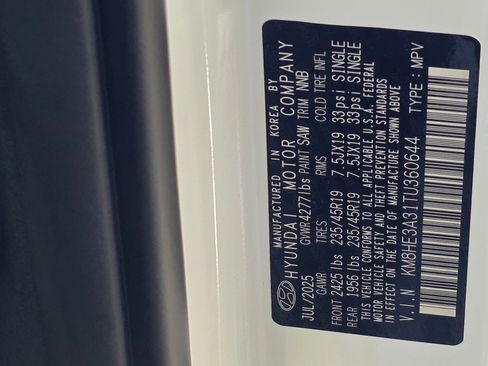 MANUFACTURED IN KOREA BY
HYUNDAI MOTOR COMPANY
JUL/2025 GVWR 4277 lbs PAINT SAW TRIM NNB
GAWR TIRES RIMS COLD TIRE INFL
FRONT 2425 lbs 235/45R19 7.5JX19 33psi SINGLE
REAR 1956 lbs 235/45R19 7.5JX19 33psi SINGLE
THIS VEHICLE CONFORMS TO ALL APPLICABLE U.S.A. FEDERAL
MOTOR VEHICLE SAFETY AND THEFT PREVENTION STANDARDS
IN EFFECT ON THE DATE OF MANUFACTURE SHOWN ABOVE
V.I.N KM8HE3A31TU360644 TYPE : MPV